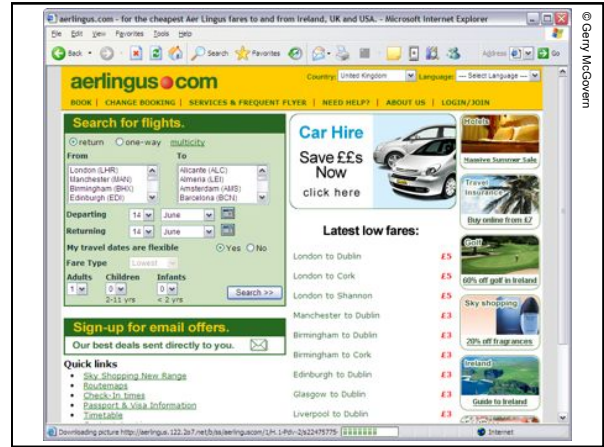 aerlingus.com - for the cheapest Aer Lingus fares to and from Ireland, UK and USA. - Microsoft Internet Explorer
File Edit View Favorites Tools Help
Back Search Favorites Address Go
aerlingus.com
Country: United Kingdom Language: -- Select Language --
BOOK | CHANGE BOOKING | SERVICES & FREQUENT FLYER | NEED HELP? | ABOUT US | LOGIN/JOIN
Search for flights.
return one-way multicity
From To
London (LHR) Alicante (ALC)
Manchester (MAN) Almeria (LEI)
Birmingham (BHX) Amsterdam (AMS)
Edinburgh (EDI) Barcelona (BCN)
Departing 14 June
Returning 14 June
My travel dates are flexible Yes No
Fare Type Lowest
Adults Children Infants
1 0 0 Search >>
2-11 yrs < 2 yrs
Sign-up for email offers.
Our best deals sent directly to you.
Quick links
Sky Shopping New Range
Routemaps
Check-In times
Passport & Visa Information
Timetable
Car Hire
Save ££s
Now
click here
Latest low fares:
London to Dublin £5
London to Cork £5
London to Shannon £5
Manchester to Dublin £3
Birmingham to Dublin £3
Birmingham to Cork £3
Edinburgh to Dublin £3
Glasgow to Dublin £3
Liverpool to Dublin £3
Hotels
Massive Summer Sale
Travel
Insurance
Buy online from £7
Golf
60% off golf in Ireland
Sky shopping
20% off fragrances
Ireland
Guide to Ireland
Internet
© Gerry McGovern